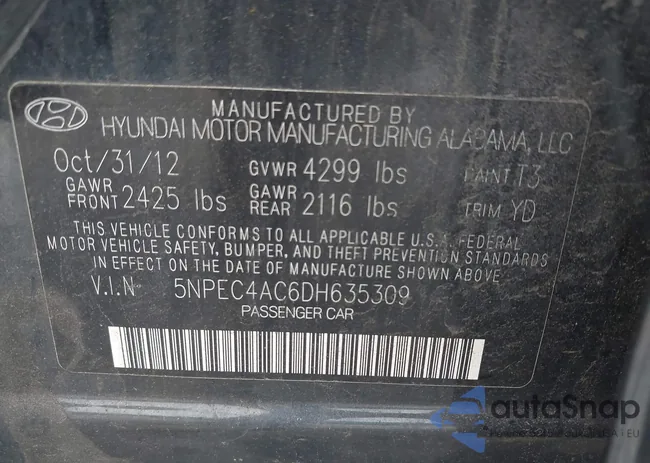 MANUFACTURED BY
HYUNDAI MOTOR MANUFACTURING ALABAMA, LLC
Oct/31/12 GVWR 4299 lbs PAINT T3
GAWR FRONT 2425 lbs GAWR REAR 2116 lbs TRIM YD
THIS VEHICLE CONFORMS TO ALL APPLICABLE U.S.A. FEDERAL
MOTOR VEHICLE SAFETY, BUMPER, AND THEFT PREVENTION STANDARDS
IN EFFECT ON THE DATE OF MANUFACTURE SHOWN ABOVE.
V.I.N 5NPEC4AC6DH635309
PASSENGER CAR
autoSnap